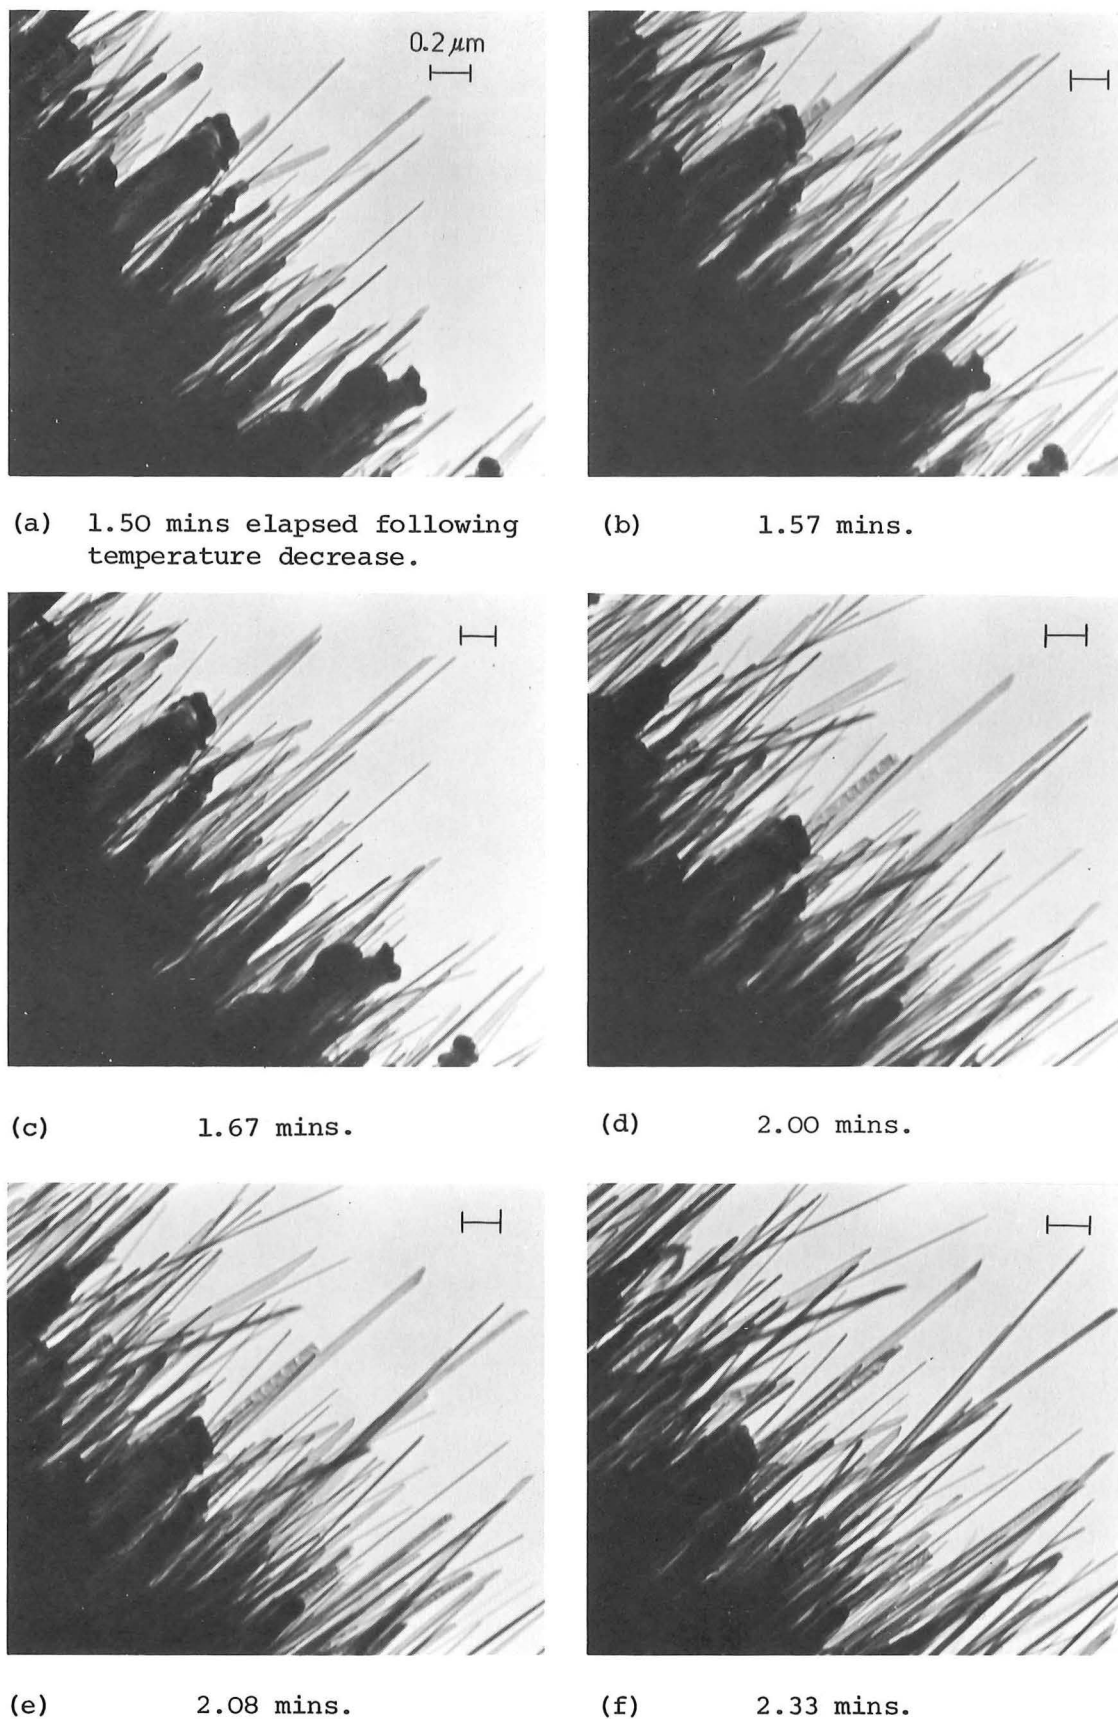 0.2 μm
(a) 1.50 mins elapsed following
temperature decrease.
(b) 1.57 mins.
(c) 1.67 mins.
(d) 2.00 mins.
(e) 2.08 mins.
(f) 2.33 mins.